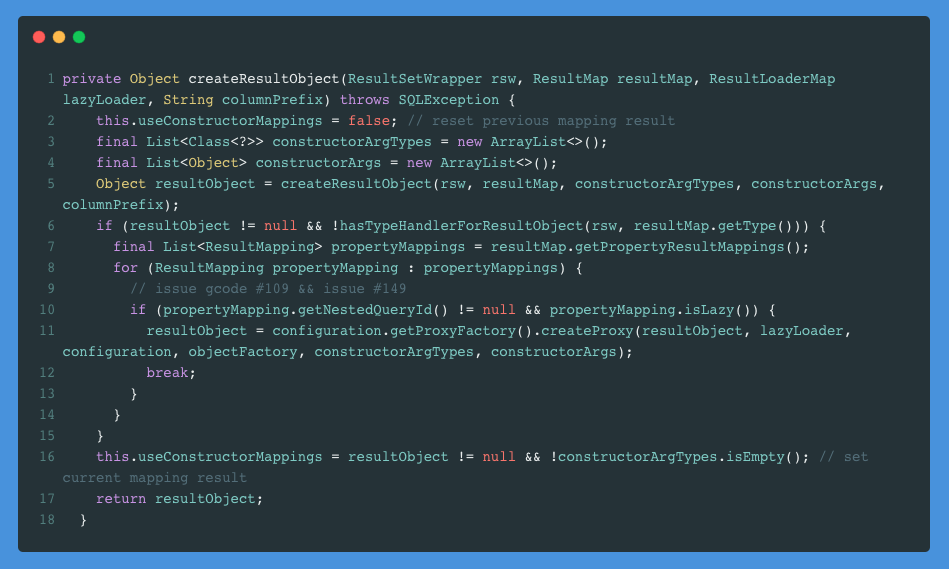 1 private Object createResultObject(ResultSetWrapper rsw, ResultMap resultMap, ResultLoaderMap
lazyLoader, String columnPrefix) throws SQLException {
2     this.useConstructorMappings = false; // reset previous mapping result
3     final List<Class<?>> constructorArgTypes = new ArrayList<>();
4     final List<Object> constructorArgs = new ArrayList<>();
5     Object resultObject = createResultObject(rsw, resultMap, constructorArgTypes, constructorArgs,
columnPrefix);
6     if (resultObject != null && !hasTypeHandlerForResultObject(rsw, resultMap.getType())) {
7       final List<ResultMapping> propertyMappings = resultMap.getPropertyResultMappings();
8       for (ResultMapping propertyMapping : propertyMappings) {
9         // issue gcode #109 && issue #149
10         if (propertyMapping.getNestedQueryId() != null && propertyMapping.isLazy()) {
11           resultObject = configuration.getProxyFactory().createProxy(resultObject, lazyLoader,
configuration, objectFactory, constructorArgTypes, constructorArgs);
12           break;
13         }
14       }
15     }
16     this.useConstructorMappings = resultObject != null && !constructorArgTypes.isEmpty(); // set
current mapping result
17     return resultObject;
18   }